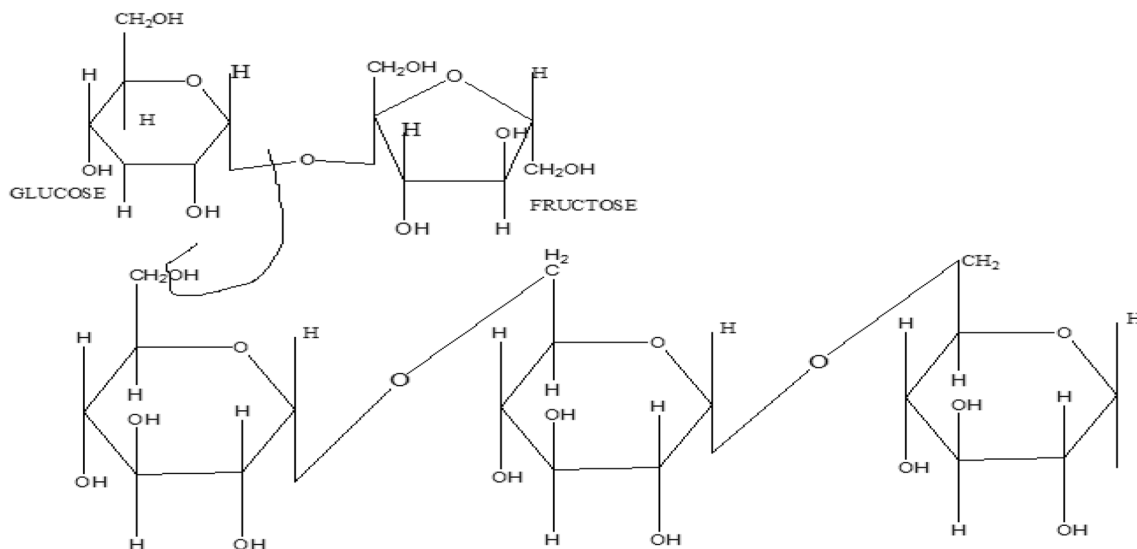 CH₂OH
H O H CH₂OH O H
H H OH
OH O CH₂OH
GLUCOSE H OH OH H FRUCTOSE
CH₂OH H₂
C CH₂
H O H H O H H O H
H O H O H
OH H OH H OH H
OH OH OH
H OH H OH H OH